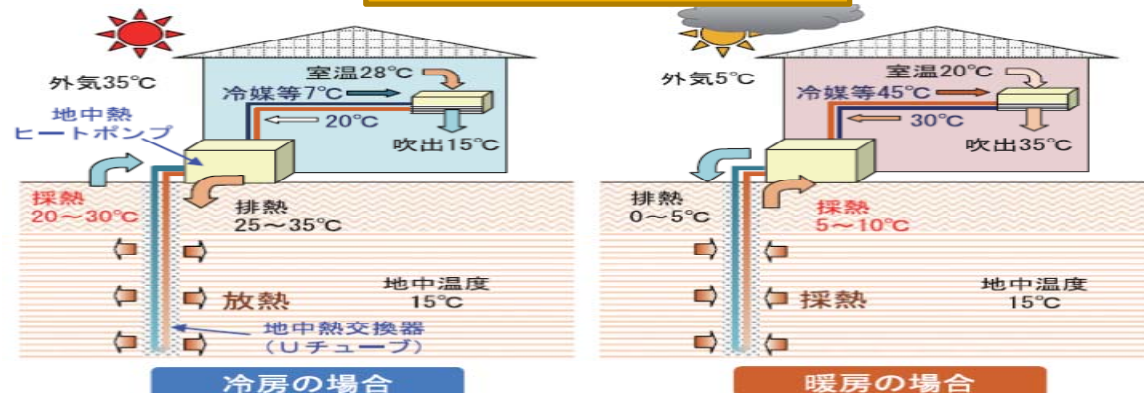 外気35℃
室温28℃
冷媒等7℃
20℃
吹出15℃
地中熱
ヒートポンプ
採熱
20～30℃
排熱
25～35℃
放熱
地中温度
15℃
地中熱交換器
(Uチューブ)
冷房の場合
外気5℃
室温20℃
冷媒等45℃
30℃
吹出35℃
排熱
0～5℃
採熱
5～10℃
採熱
地中温度
15℃
暖房の場合